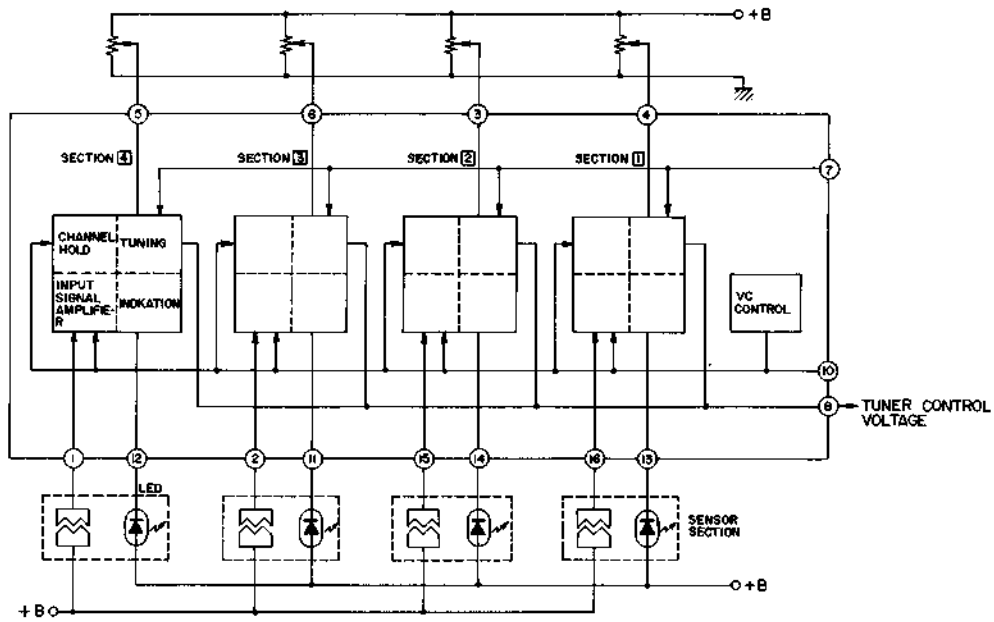 +B
5
6
3
4
SECTION 4
SECTION 3
SECTION 2
SECTION 1
7
CHANNEL HOLD
TUNING
INPUT SIGNAL AMPLIFIE-R
INDKATION
VC CONTROL
10
8
TUNER CONTROL VOLTAGE
1
12
2
11
15
14
16
13
LED
SENSOR SECTION
+B
+B